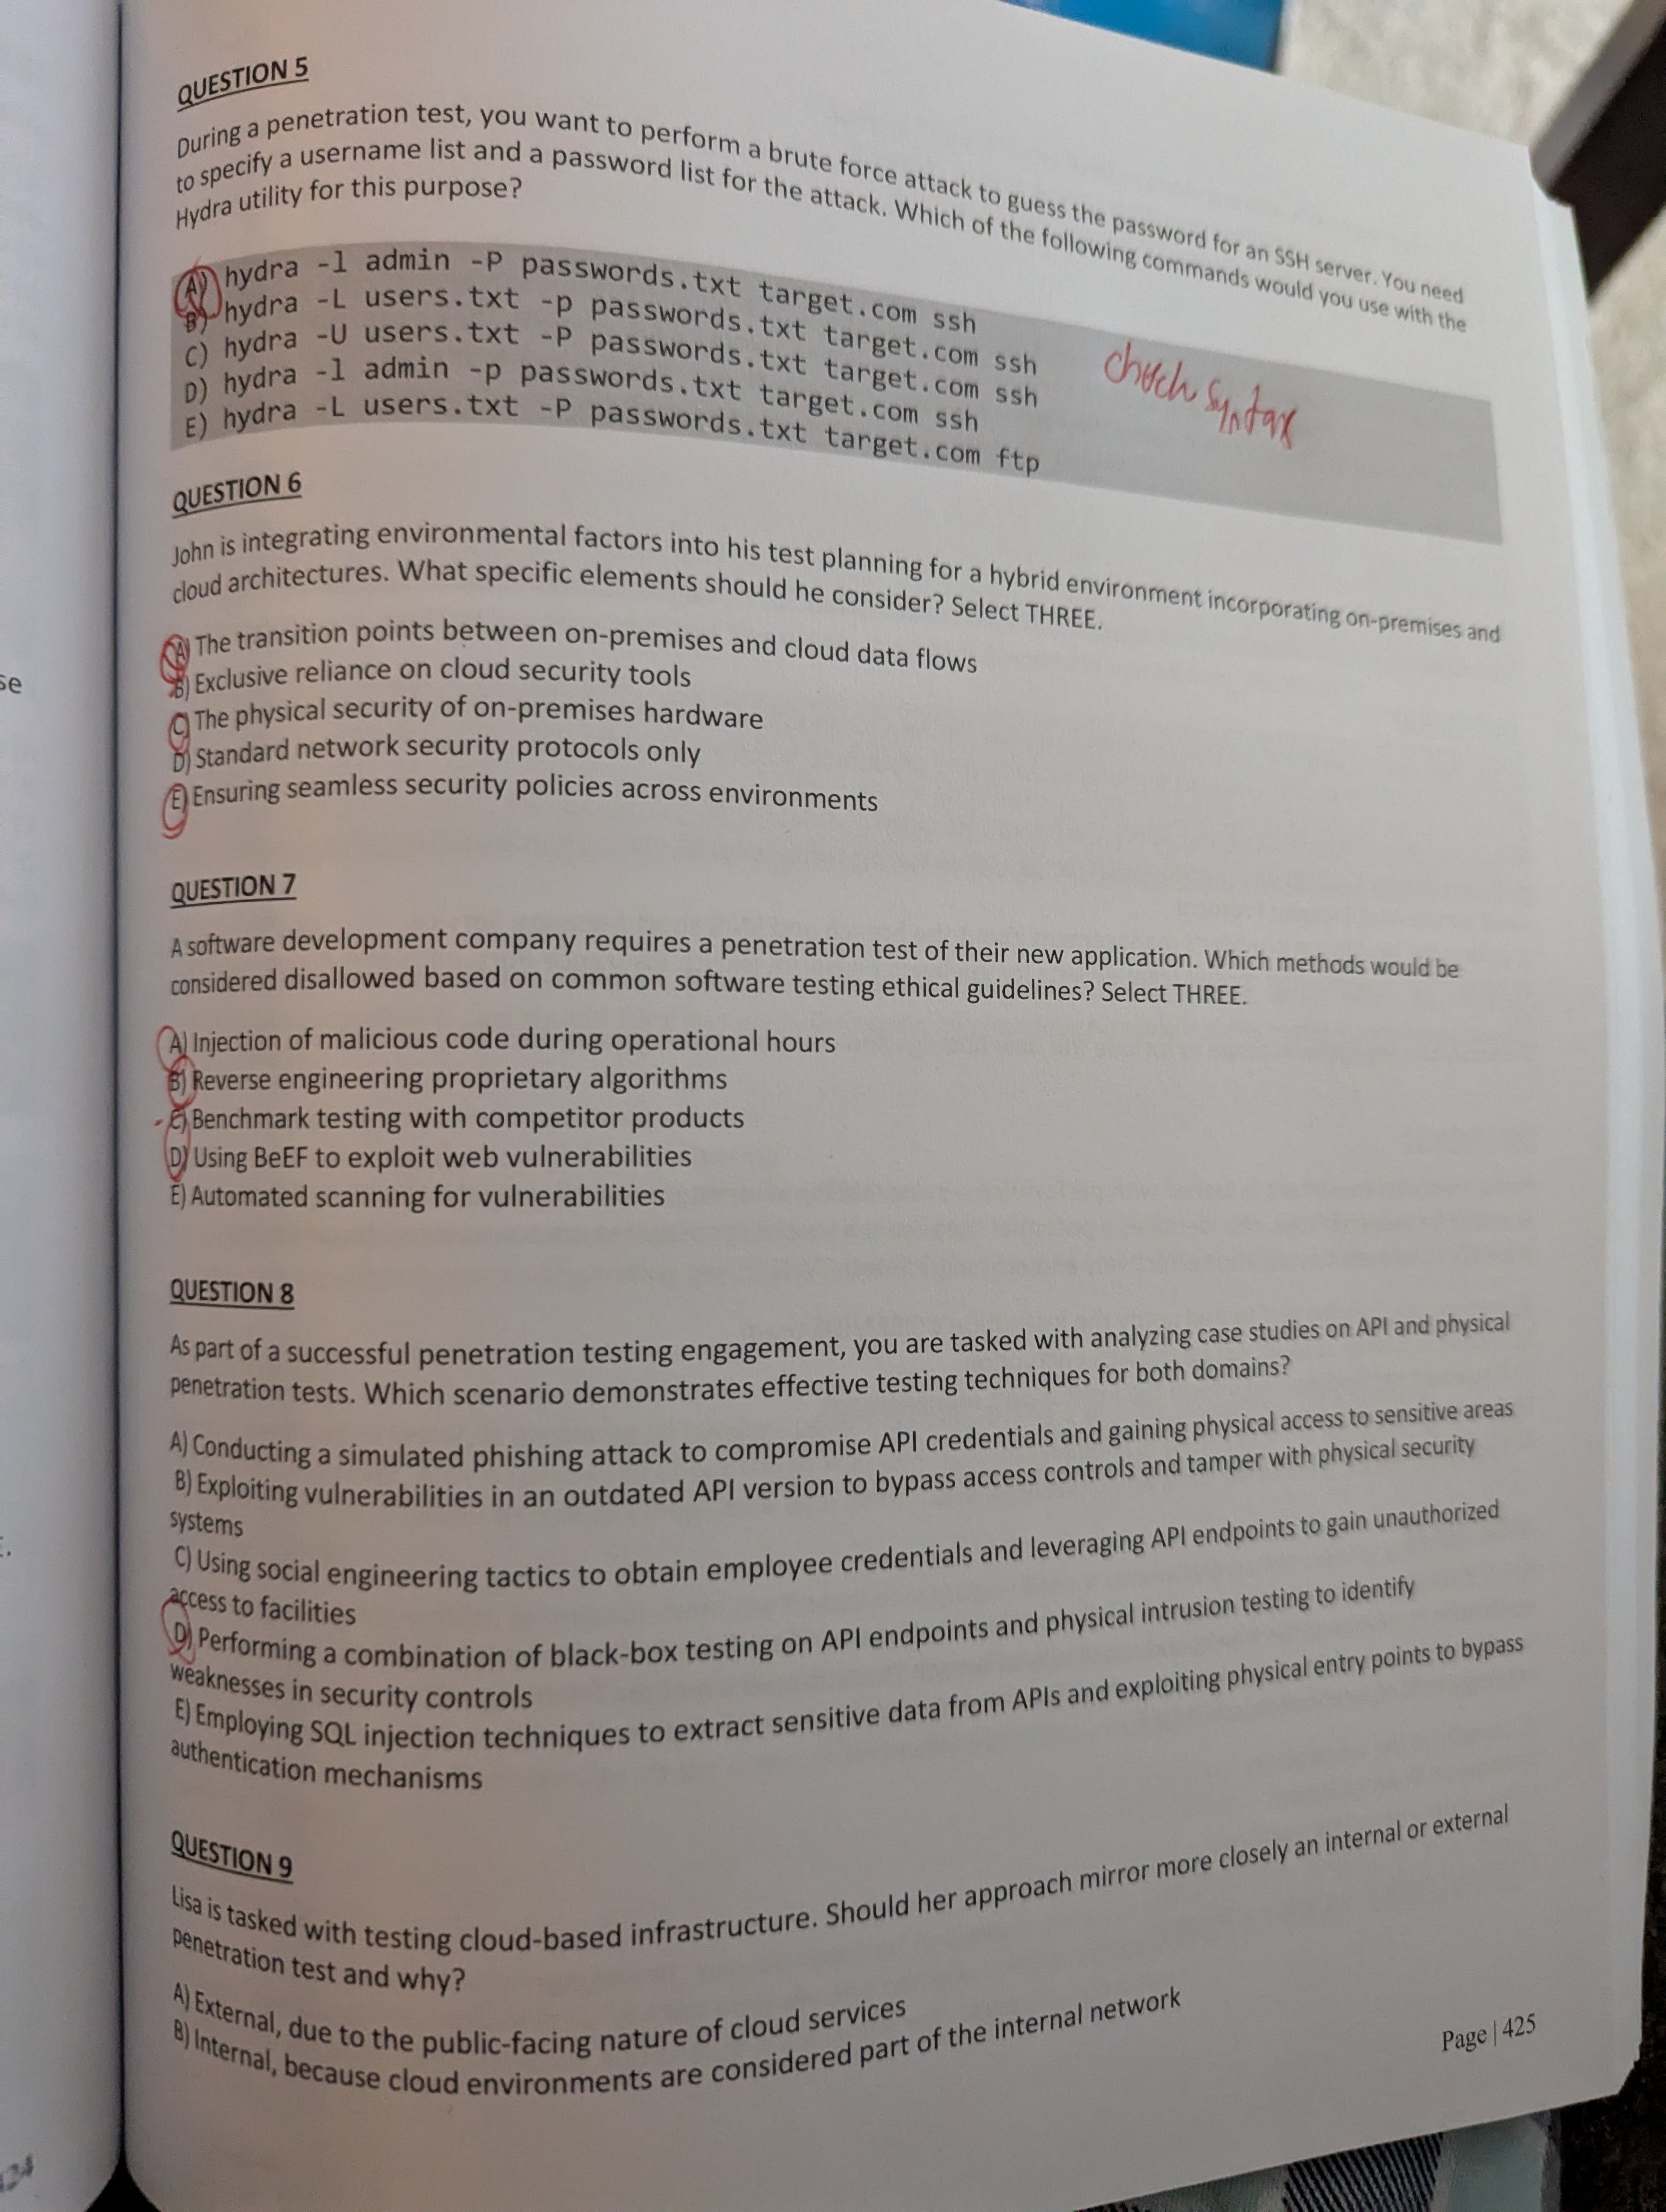 QUESTION 5
During a penetration test, you want to perform a brute force attack to guess the password for an SSH server. You need
to specify a username list and a password list for the attack. Which of the following commands would you use with the
Hydra utility for this purpose?
A) hydra -l admin -P passwords.txt target.com ssh
B) hydra -L users.txt -p passwords.txt target.com ssh
C) hydra -U users.txt -P passwords.txt target.com ssh
D) hydra -l admin -p passwords.txt target.com ssh
E) hydra -L users.txt -P passwords.txt target.com ftp
check syntax
QUESTION 6
John is integrating environmental factors into his test planning for a hybrid environment incorporating on-premises and
cloud architectures. What specific elements should he consider? Select THREE.
A) The transition points between on-premises and cloud data flows
B) Exclusive reliance on cloud security tools
C) The physical security of on-premises hardware
D) Standard network security protocols only
E) Ensuring seamless security policies across environments
QUESTION 7
A software development company requires a penetration test of their new application. Which methods would be
considered disallowed based on common software testing ethical guidelines? Select THREE.
A) Injection of malicious code during operational hours
B) Reverse engineering proprietary algorithms
C) Benchmark testing with competitor products
D) Using BeEF to exploit web vulnerabilities
E) Automated scanning for vulnerabilities
QUESTION 8
As part of a successful penetration testing engagement, you are tasked with analyzing case studies on API and physical
penetration tests. Which scenario demonstrates effective testing techniques for both domains?
A) Conducting a simulated phishing attack to compromise API credentials and gaining physical access to sensitive areas
B) Exploiting vulnerabilities in an outdated API version to bypass access controls and tamper with physical security
systems
C) Using social engineering tactics to obtain employee credentials and leveraging API endpoints to gain unauthorized
access to facilities
D) Performing a combination of black-box testing on API endpoints and physical intrusion testing to identify
weaknesses in security controls
E) Employing SQL injection techniques to extract sensitive data from APIs and exploiting physical entry points to bypass
authentication mechanisms
QUESTION 9
Lisa is tasked with testing cloud-based infrastructure. Should her approach mirror more closely an internal or external
penetration test and why?
A) External, due to the public-facing nature of cloud services
B) Internal, because cloud environments are considered part of the internal network
Page | 425